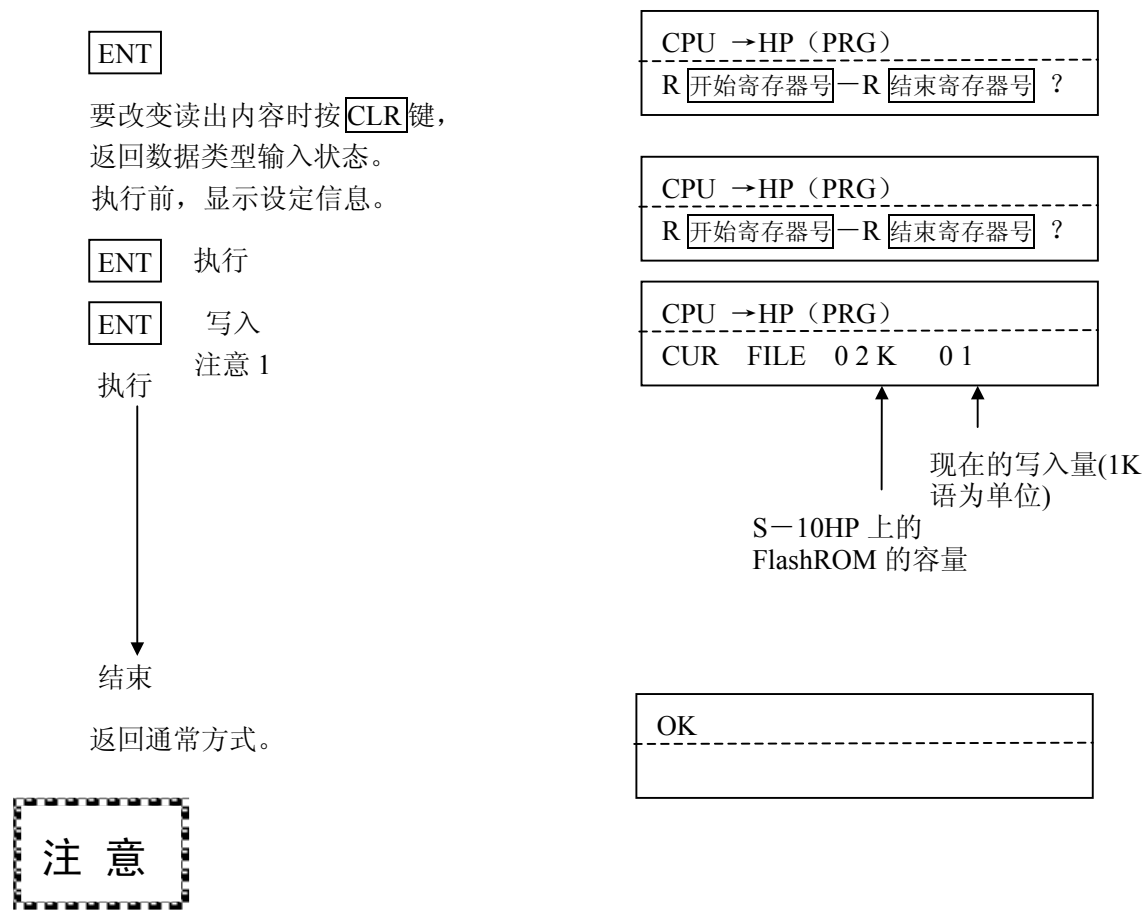 ENT
CPU →HP（PRG）
R 开始寄存器号－R 结束寄存器号 ？
要改变读出内容时按CLR键，
返回数据类型输入状态。
执行前，显示设定信息。
CPU →HP（PRG）
R 开始寄存器号－R 结束寄存器号 ？
ENT 执行
ENT 写入
注意 1
CPU →HP（PRG）
CUR FILE 0 2 K 0 1
执行
现在的写入量(1K
语为单位)
S－10HP 上的
FlashROM 的容量
结束
返回通常方式。
OK
注 意